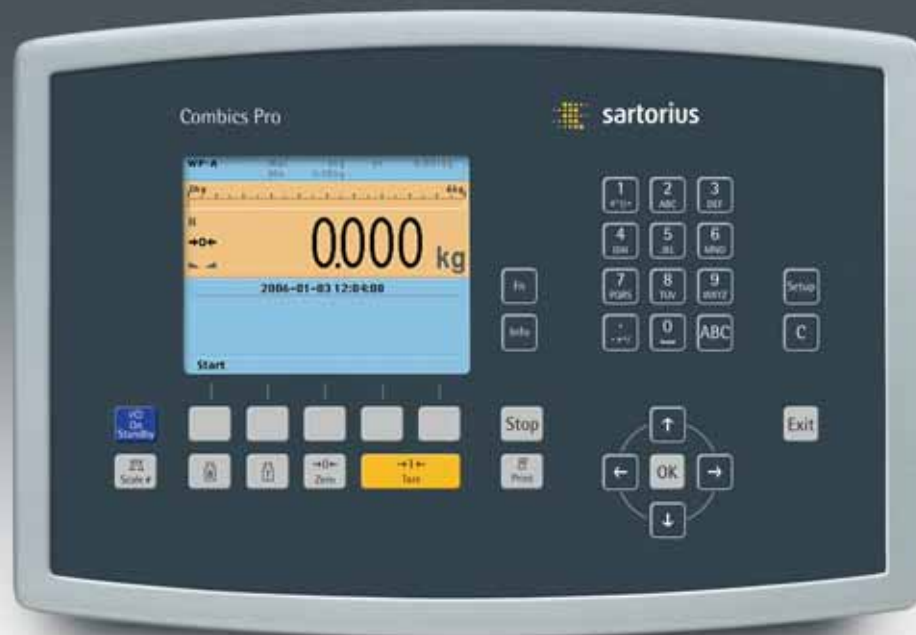 Combics Pro
sartorius
WP-A
0kg 6kg
→0←
0.000 kg
2006-01-03 12:04:00
Start
1 2 ABC 3 DEF
4 5 JKL 6 MNO
7 PQRS 8 TUV 9 WXYZ
. 0 ABC
Fn
Info
Setup
C
I/⏻ On Standby
Stop
Exit
Scale #
→0← Zero
→T← Tare
Print
↑
← OK →
↓